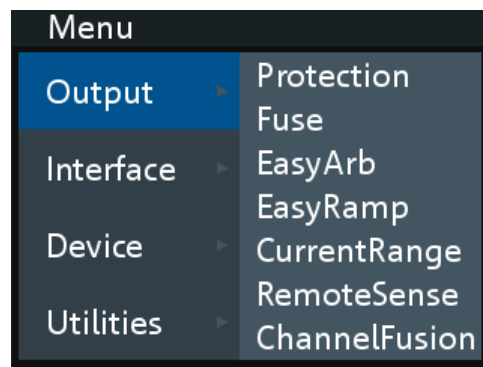 Menu
Output
Interface
Device
Utilities
Protection
Fuse
EasyArb
EasyRamp
CurrentRange
RemoteSense
ChannelFusion